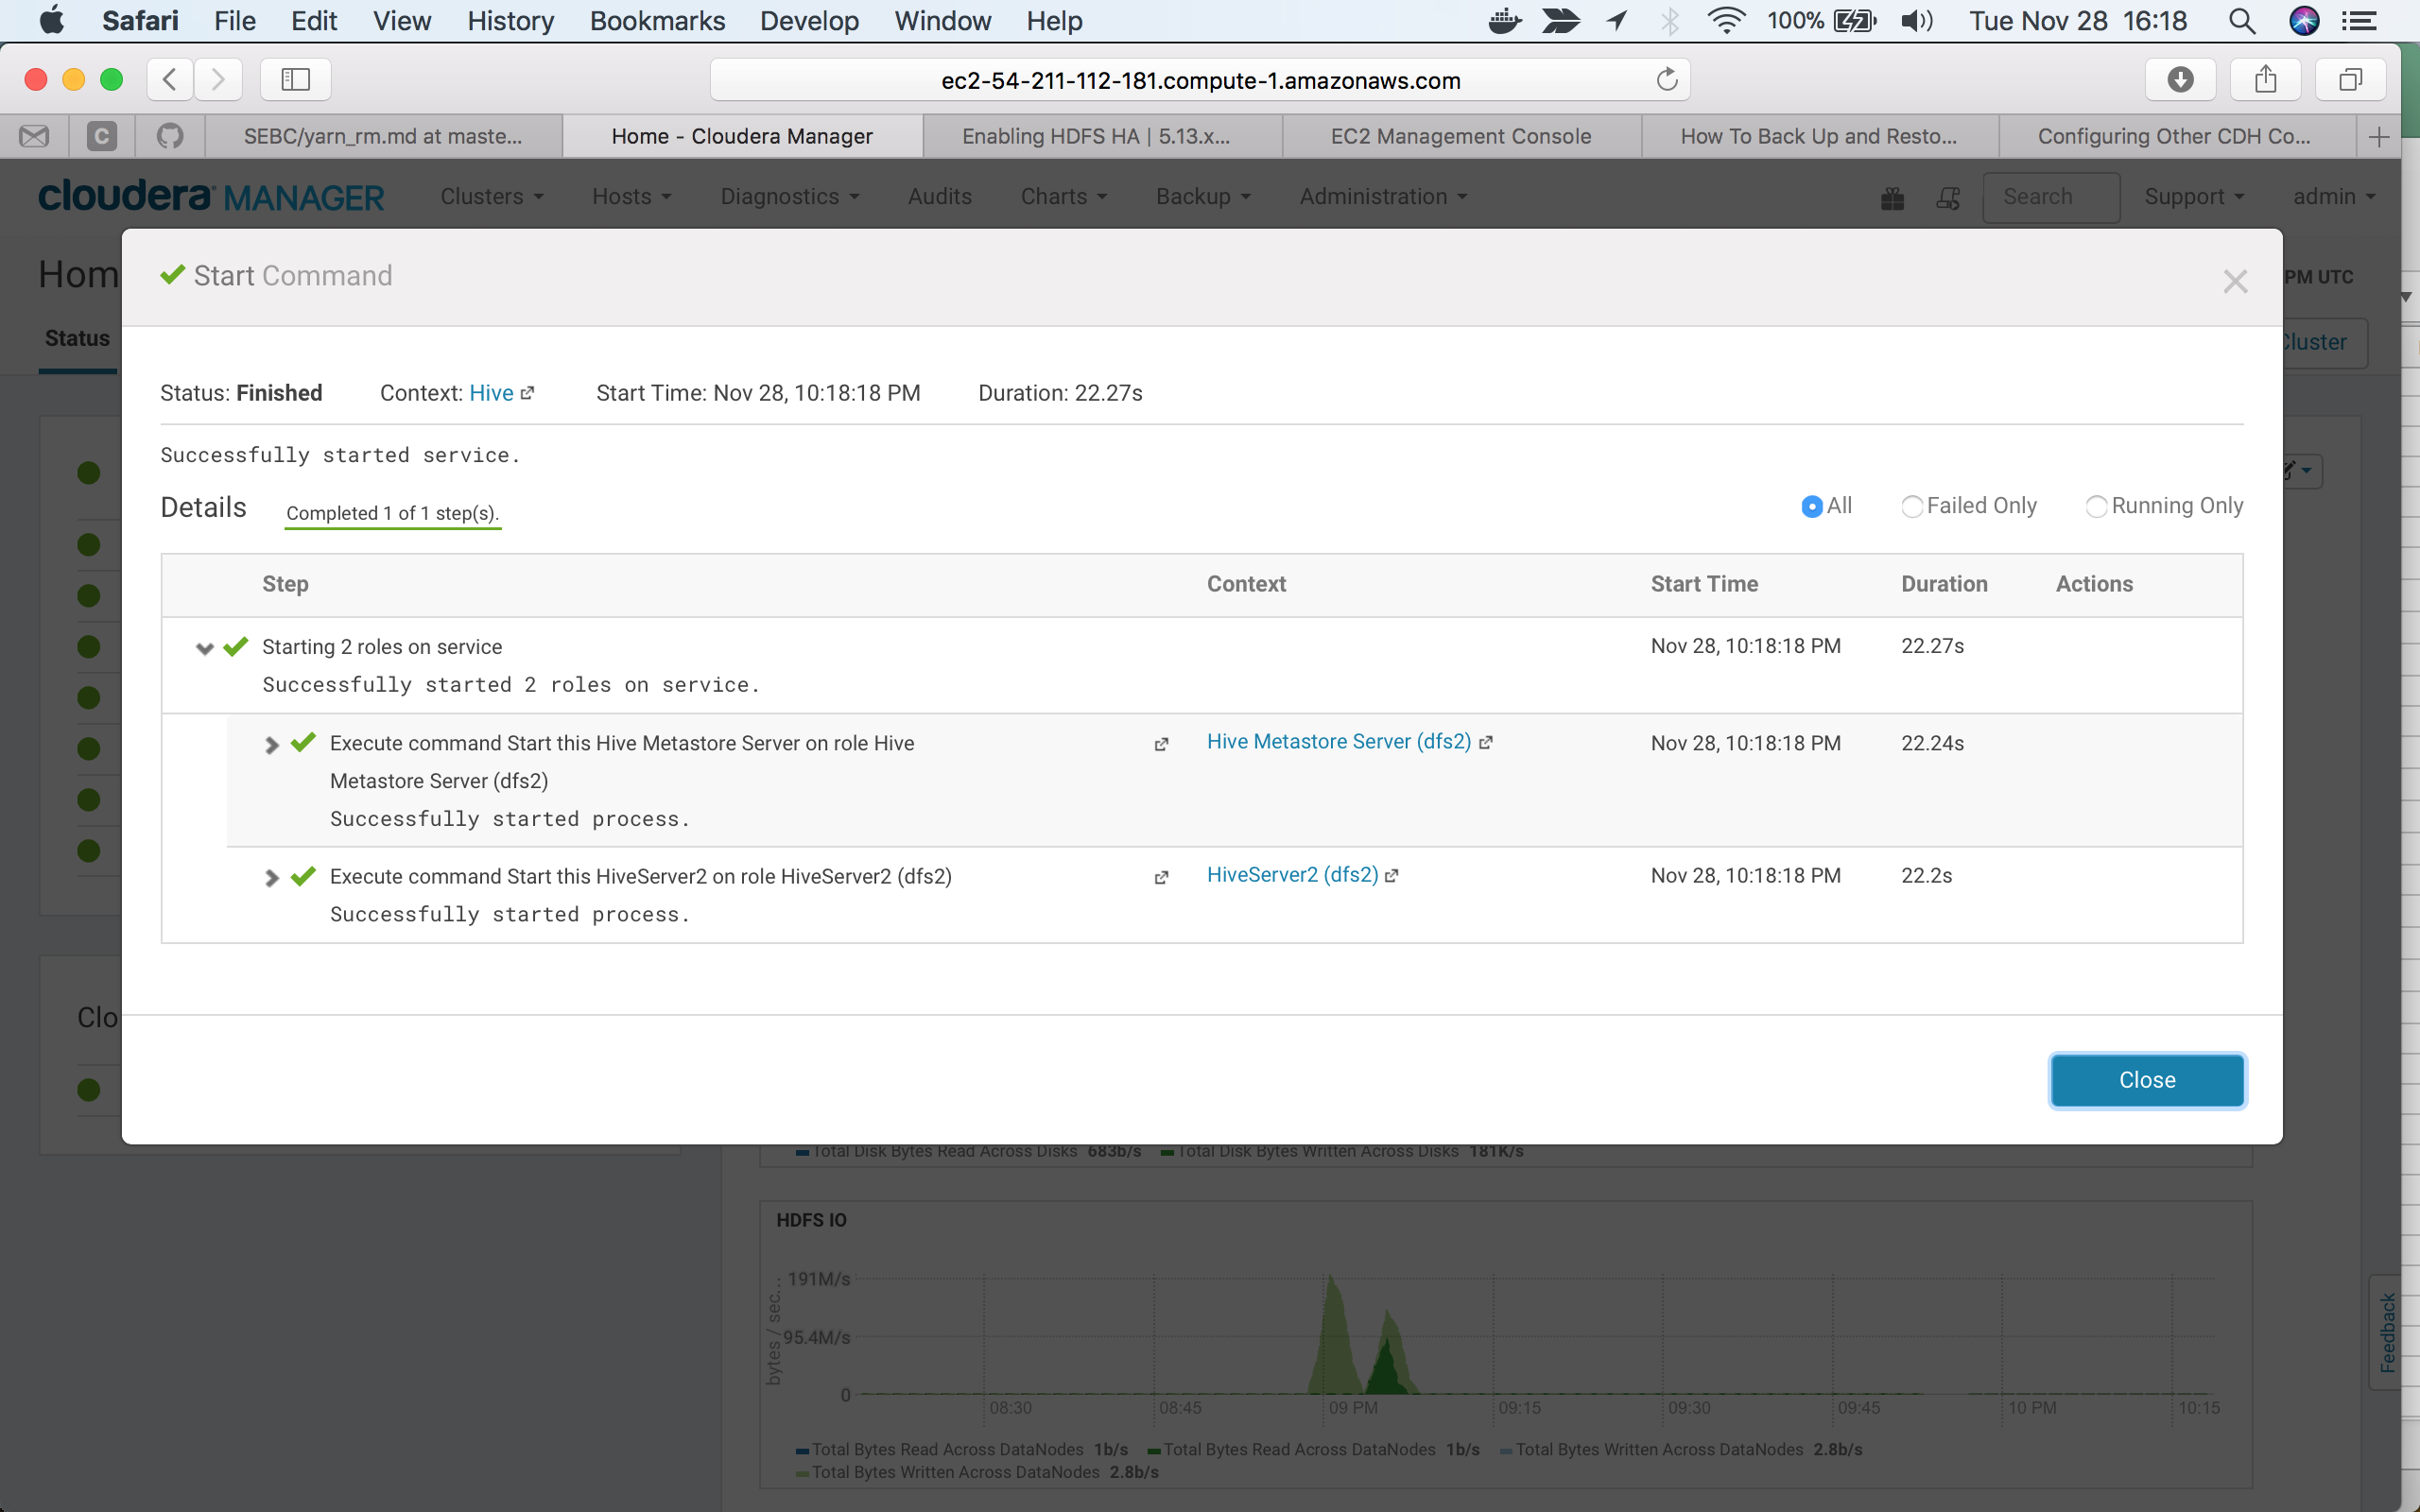 Safari File Edit View History Bookmarks Develop Window Help 100% Tue Nov 28 16:18
ec2-54-211-112-181.compute-1.amazonaws.com
C SEBC/yarn_rm.md at maste... Home - Cloudera Manager Enabling HDFS HA | 5.13.x... EC2 Management Console How To Back Up and Resto... Configuring Other CDH Co...
cloudera MANAGER Clusters Hosts Diagnostics Audits Charts Backup Administration Search Support admin
Hom PM UTC
Start Command
Status Cluster
Status: Finished Context: Hive Start Time: Nov 28, 10:18:18 PM Duration: 22.27s
Successfully started service.
Details Completed 1 of 1 step(s). All Failed Only Running Only
Step Context Start Time Duration Actions
Starting 2 roles on service Nov 28, 10:18:18 PM 22.27s
Successfully started 2 roles on service.
Execute command Start this Hive Metastore Server on role Hive Hive Metastore Server (dfs2) Nov 28, 10:18:18 PM 22.24s
Metastore Server (dfs2)
Successfully started process.
Execute command Start this HiveServer2 on role HiveServer2 (dfs2) HiveServer2 (dfs2) Nov 28, 10:18:18 PM 22.2s
Successfully started process.
Clo
Close
Total Disk Bytes Read Across Disks 683b/s Total Disk Bytes Written Across Disks 181K/s
HDFS IO
bytes / sec...
191M/s
95.4M/s
0
08:30 08:45 09 PM 09:15 09:30 09:45 10 PM 10:15
Total Bytes Read Across DataNodes 1b/s Total Bytes Read Across DataNodes 1b/s Total Bytes Written Across DataNodes 2.8b/s
Total Bytes Written Across DataNodes 2.8b/s
Feedback